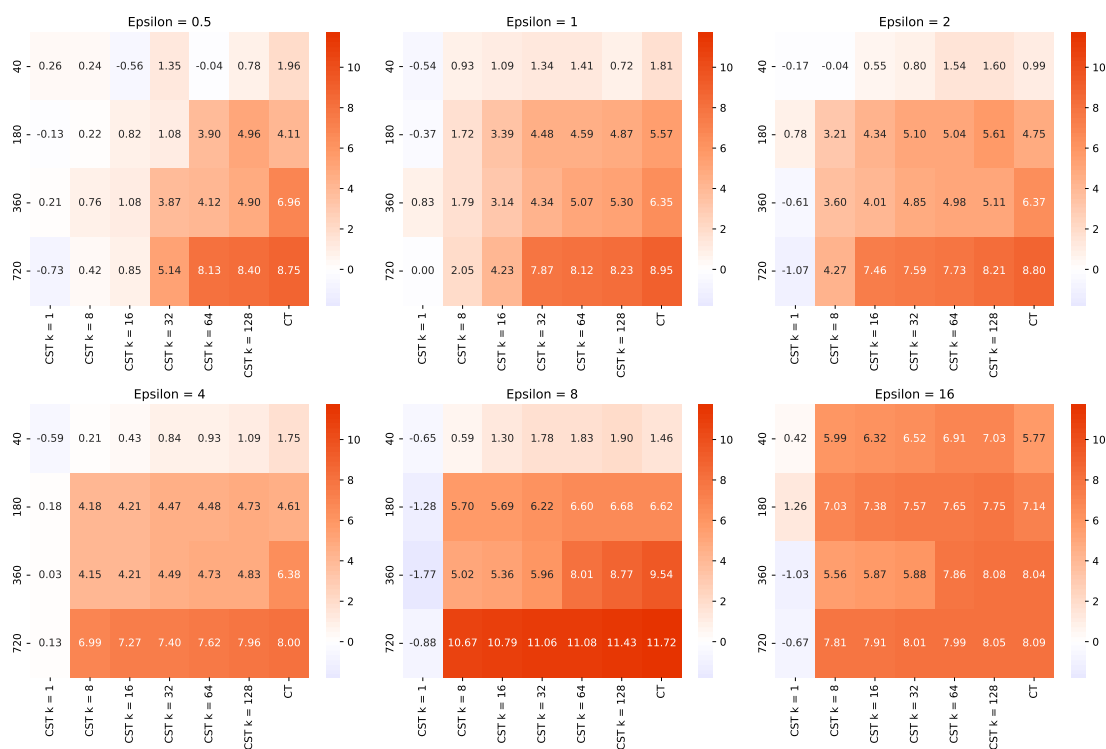 Epsilon = 0.5
40 0.26 0.24 -0.56 1.35 -0.04 0.78 1.96
180 -0.13 0.22 0.82 1.08 3.90 4.96 4.11
360 0.21 0.76 1.08 3.87 4.12 4.90 6.96
720 -0.73 0.42 0.85 5.14 8.13 8.40 8.75
CST k = 1
CST k = 8
CST k = 16
CST k = 32
CST k = 64
CST k = 128
CT
10
8
6
4
2
0
Epsilon = 1
40 -0.54 0.93 1.09 1.34 1.41 0.72 1.81
180 -0.37 1.72 3.39 4.48 4.59 4.87 5.57
360 0.83 1.79 3.14 4.34 5.07 5.30 6.35
720 0.00 2.05 4.23 7.87 8.12 8.23 8.95
CST k = 1
CST k = 8
CST k = 16
CST k = 32
CST k = 64
CST k = 128
CT
10
8
6
4
2
0
Epsilon = 2
40 -0.17 -0.04 0.55 0.80 1.54 1.60 0.99
180 0.78 3.21 4.34 5.10 5.04 5.61 4.75
360 -0.61 3.60 4.01 4.85 4.98 5.11 6.37
720 -1.07 4.27 7.46 7.59 7.73 8.21 8.80
CST k = 1
CST k = 8
CST k = 16
CST k = 32
CST k = 64
CST k = 128
CT
10
8
6
4
2
0
Epsilon = 4
40 -0.59 0.21 0.43 0.84 0.93 1.09 1.75
180 0.18 4.18 4.21 4.47 4.48 4.73 4.61
360 0.03 4.15 4.21 4.49 4.73 4.83 6.38
720 0.13 6.99 7.27 7.40 7.62 7.96 8.00
CST k = 1
CST k = 8
CST k = 16
CST k = 32
CST k = 64
CST k = 128
CT
10
8
6
4
2
0
Epsilon = 8
40 -0.65 0.59 1.30 1.78 1.83 1.90 1.46
180 -1.28 5.70 5.69 6.22 6.60 6.68 6.62
360 -1.77 5.02 5.36 5.96 8.01 8.77 9.54
720 -0.88 10.67 10.79 11.06 11.08 11.43 11.72
CST k = 1
CST k = 8
CST k = 16
CST k = 32
CST k = 64
CST k = 128
CT
10
8
6
4
2
0
Epsilon = 16
40 0.42 5.99 6.32 6.52 6.91 7.03 5.77
180 1.26 7.03 7.38 7.57 7.65 7.75 7.14
360 -1.03 5.56 5.87 5.88 7.86 8.08 8.04
720 -0.67 7.81 7.91 8.01 7.99 8.05 8.09
CST k = 1
CST k = 8
CST k = 16
CST k = 32
CST k = 64
CST k = 128
CT
10
8
6
4
2
0